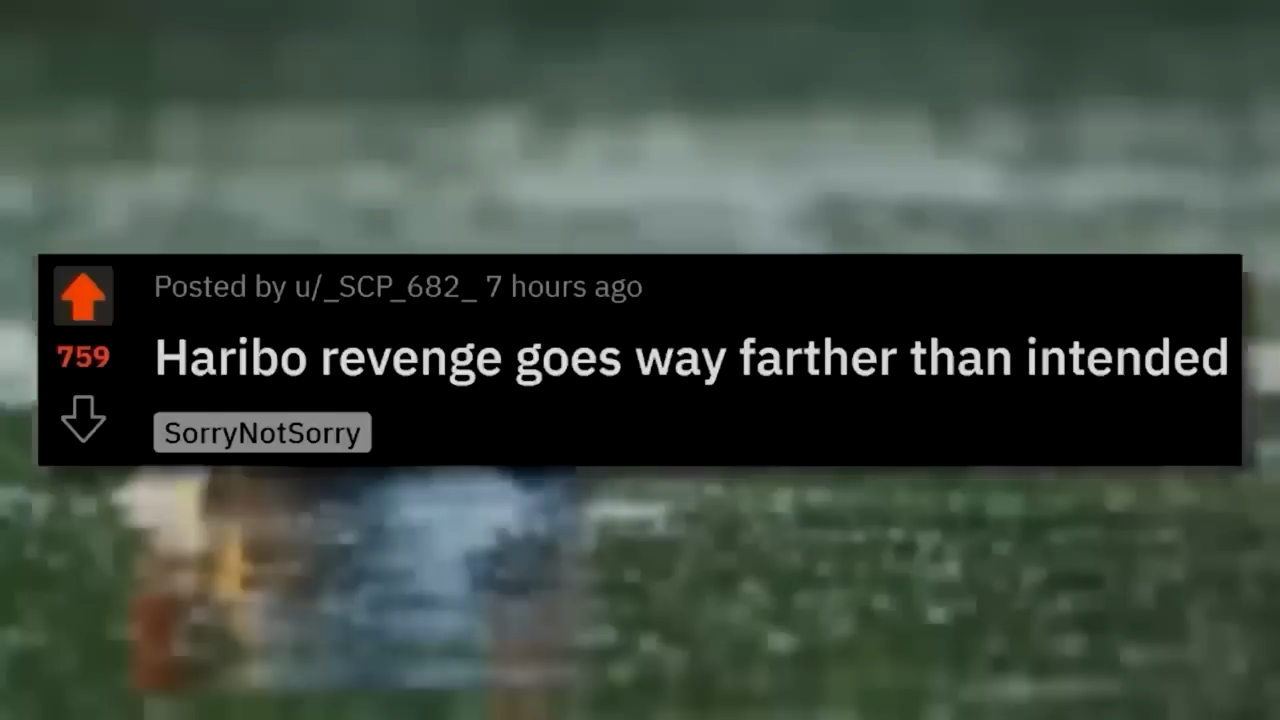 Posted by u/_SCP_682_ 7 hours ago
759
Haribo revenge goes way farther than intended
SorryNotSorry